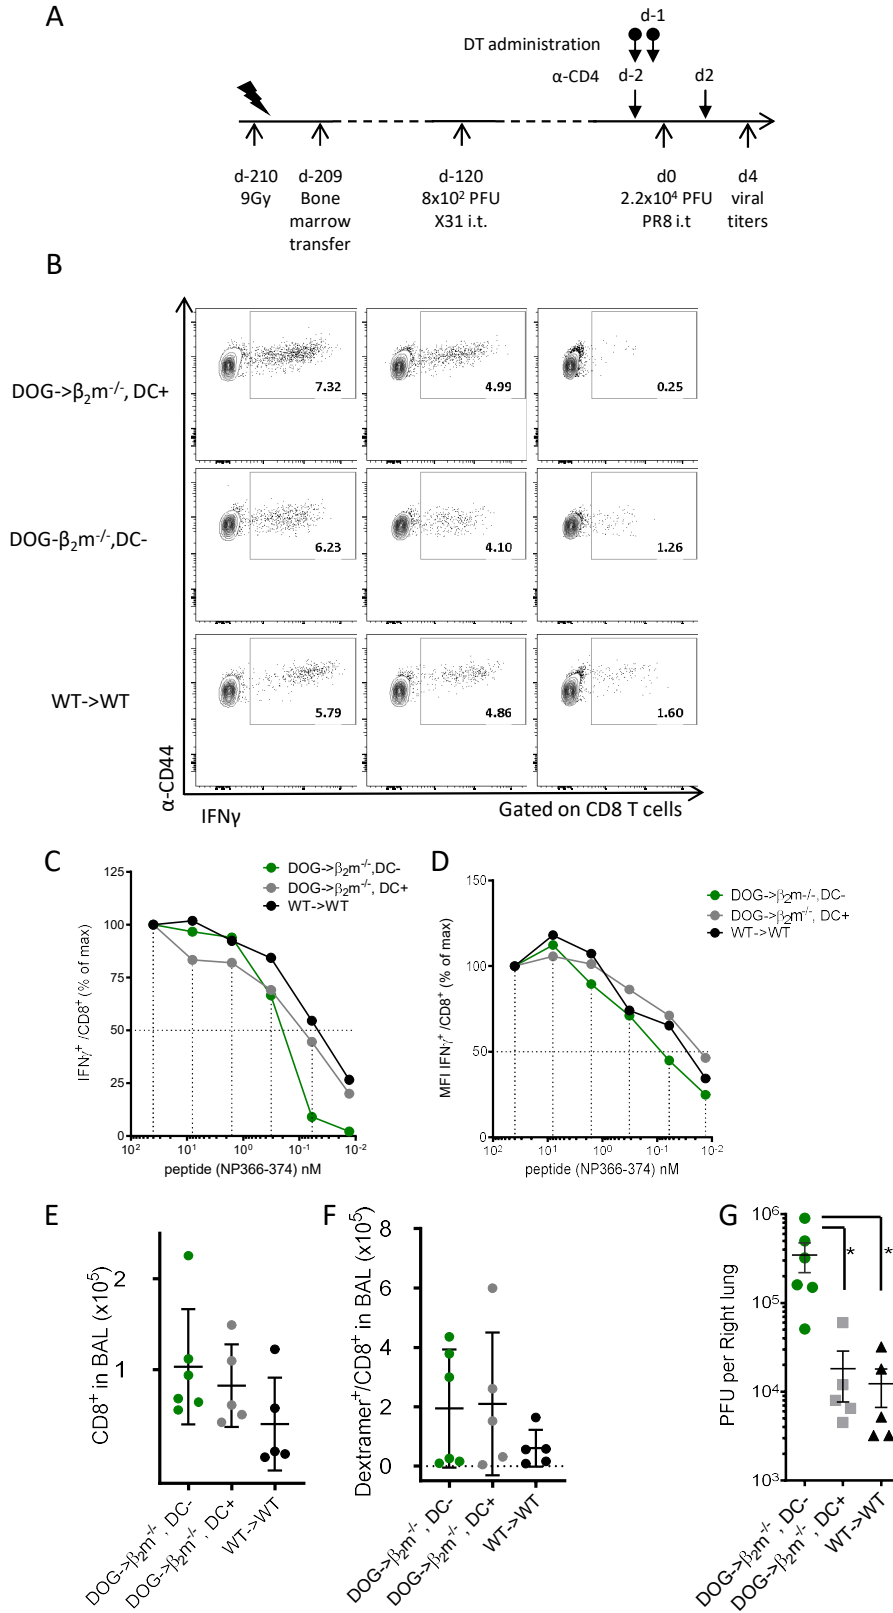 A
d-1
DT administration
α-CD4 d-2 d2
d-210 d-209 d-120 d0 d4
9Gy Bone 8x10² PFU 2.2x10⁴ PFU viral
marrow X31 i.t. PR8 i.t titers
transfer
B
DOG->β₂m⁻/⁻, DC+
7.32 4.99 0.25
DOG-β₂m⁻/⁻,DC-
6.23 4.10 1.26
WT->WT
5.79 4.86 1.60
α-CD44
IFNγ Gated on CD8 T cells
C
DOG->β₂m⁻/⁻,DC-
DOG->β₂m⁻/⁻, DC+
WT->WT
IFNγ⁺ /CD8⁺ (% of max)
125
100
75
50
25
0
10² 10¹ 10⁰ 10⁻¹ 10⁻²
peptide (NP366-374) nM
D
DOG->β₂m-/-,DC-
DOG->β₂m⁻/⁻, DC+
WT->WT
MFI IFNγ⁺ /CD8⁺ (% of max)
150
100
50
0
10² 10¹ 10⁰ 10⁻¹ 10⁻²
peptide (NP366-374) nM
E
CD8⁺ in BAL (x10⁵)
2
1
DOG->β₂m⁻/⁻, DC-
DOG->β₂m⁻/⁻, DC+
WT->WT
F
Dextramer⁺/CD8⁺ in BAL (x10⁵)
8
6
4
2
0
DOG->β₂m⁻/⁻, DC-
DOG->β₂m⁻/⁻, DC+
WT->WT
G
PFU per Right lung
10⁶
10⁵
10⁴
10³
* *
DOG->β₂m⁻/⁻, DC-
DOG->β₂m⁻/⁻, DC+
WT->WT